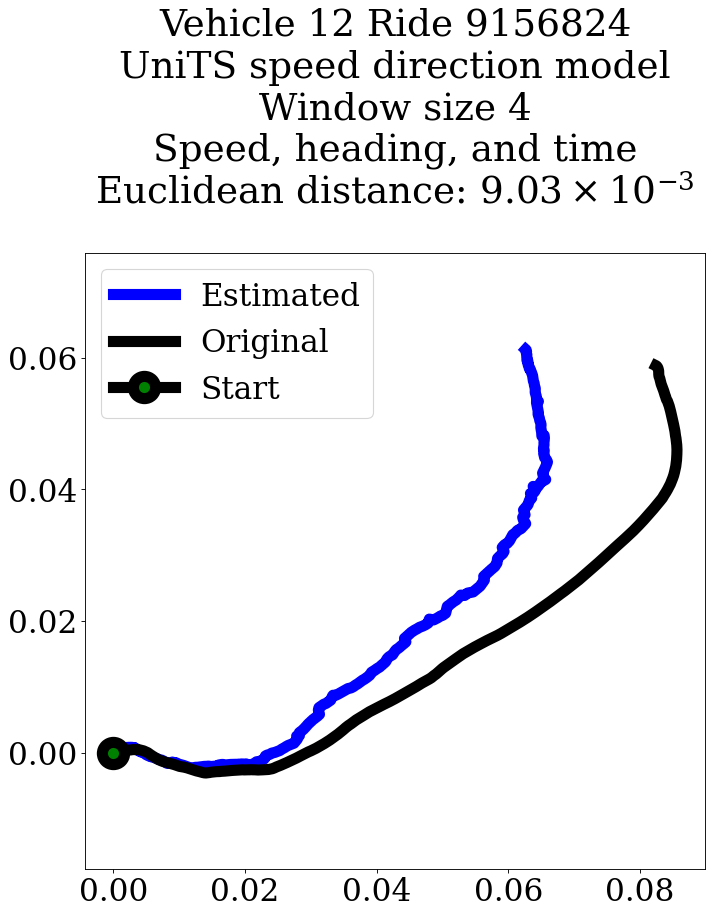 Vehicle 12 Ride 9156824
UniTS speed direction model
Window size 4
Speed, heading, and time
Euclidean distance: $9.03 \times 10^{-3}$
Estimated
Original
Start
0.06
0.04
0.02
0.00
0.00 0.02 0.04 0.06 0.08